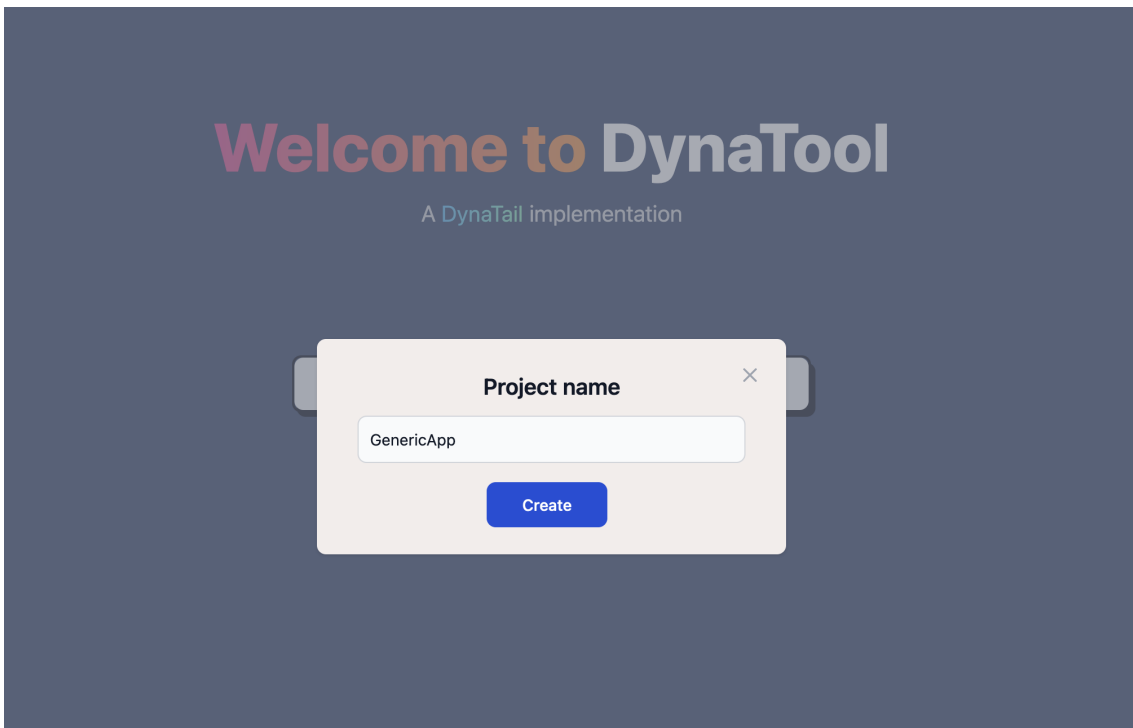 Welcome to DynaTool
A DynaTail implementation
Project name
GenericApp
Create